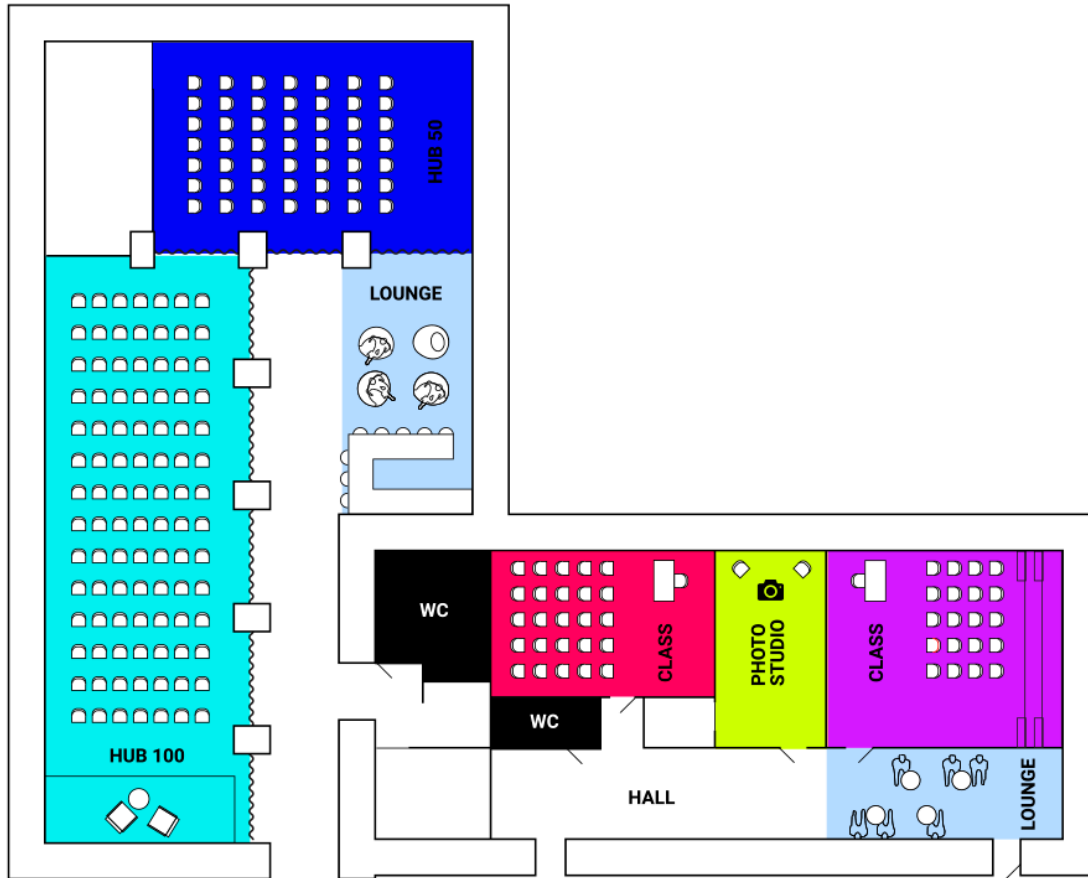 HUB 50
LOUNGE
WC
CLASS
PHOTO
STUDIO
CLASS
WC
HUB 100
HALL
LOUNGE